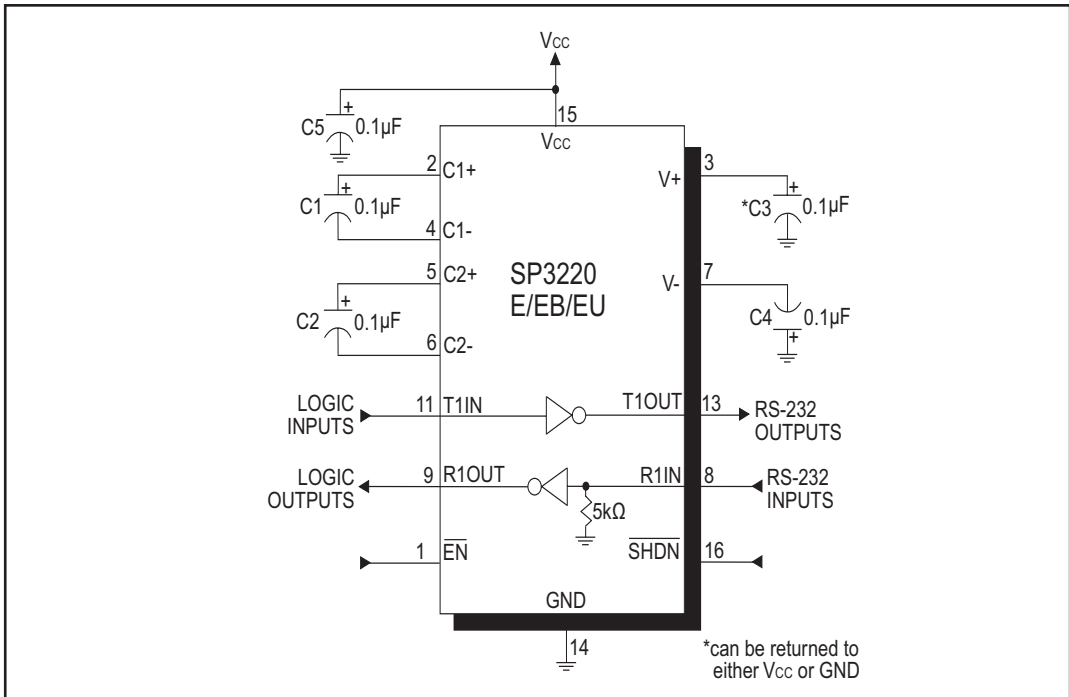 Vcc
+
C5
0.1µF
15
Vcc
2
C1+
+
C1
0.1µF
4
C1-
5
C2+
+
C2
0.1µF
6
C2-
V+
3
+
*C3
0.1µF
V-
7
C4
0.1µF
+
SP3220
E/EB/EU
LOGIC
INPUTS
11
T1IN
T1OUT
13
RS-232
OUTPUTS
LOGIC
OUTPUTS
9
R1OUT
5kΩ
R1IN
8
RS-232
INPUTS
1
EN
SHDN
16
GND
14
*can be returned to
either Vcc or GND